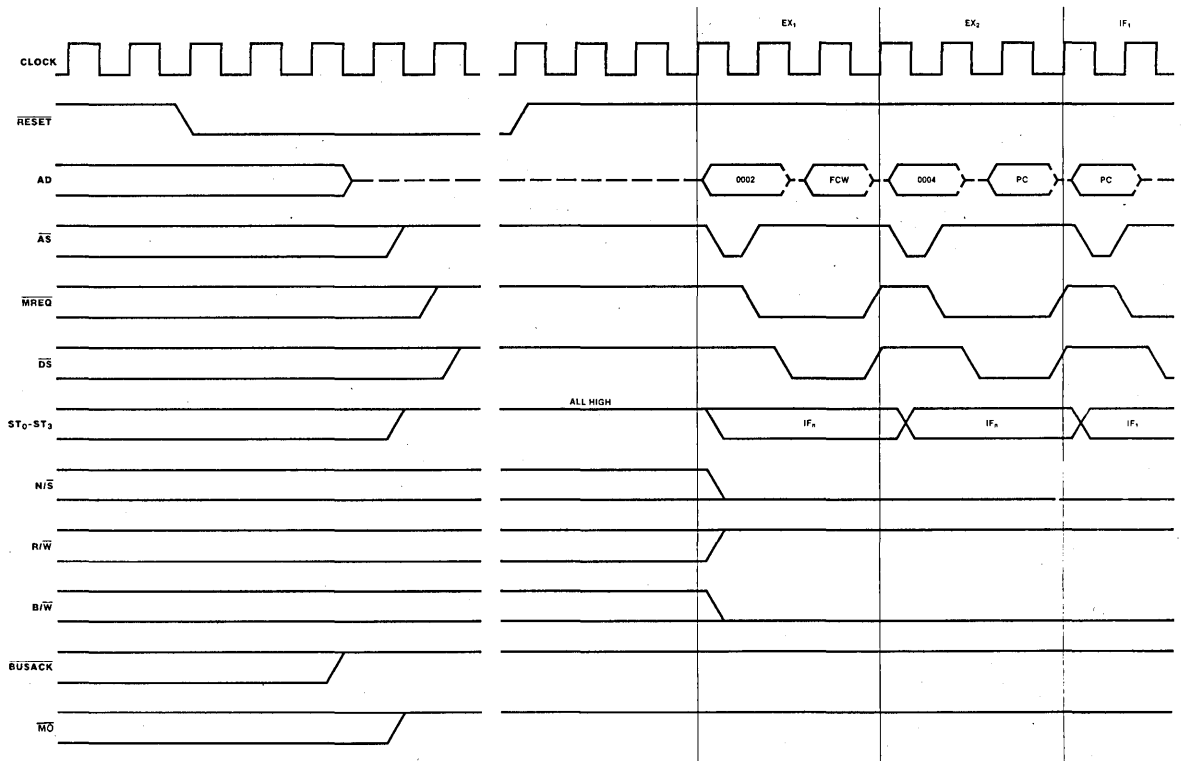 EX₁ EX₂ IF₁
CLOCK
RESET
AD 0002 FCW 0004 PC PC
AS
MREQ
DS
ALL HIGH
ST₀-ST₃ IFₙ IFₙ IF₁
N/S
R/W
B/W
BUSACK
MO